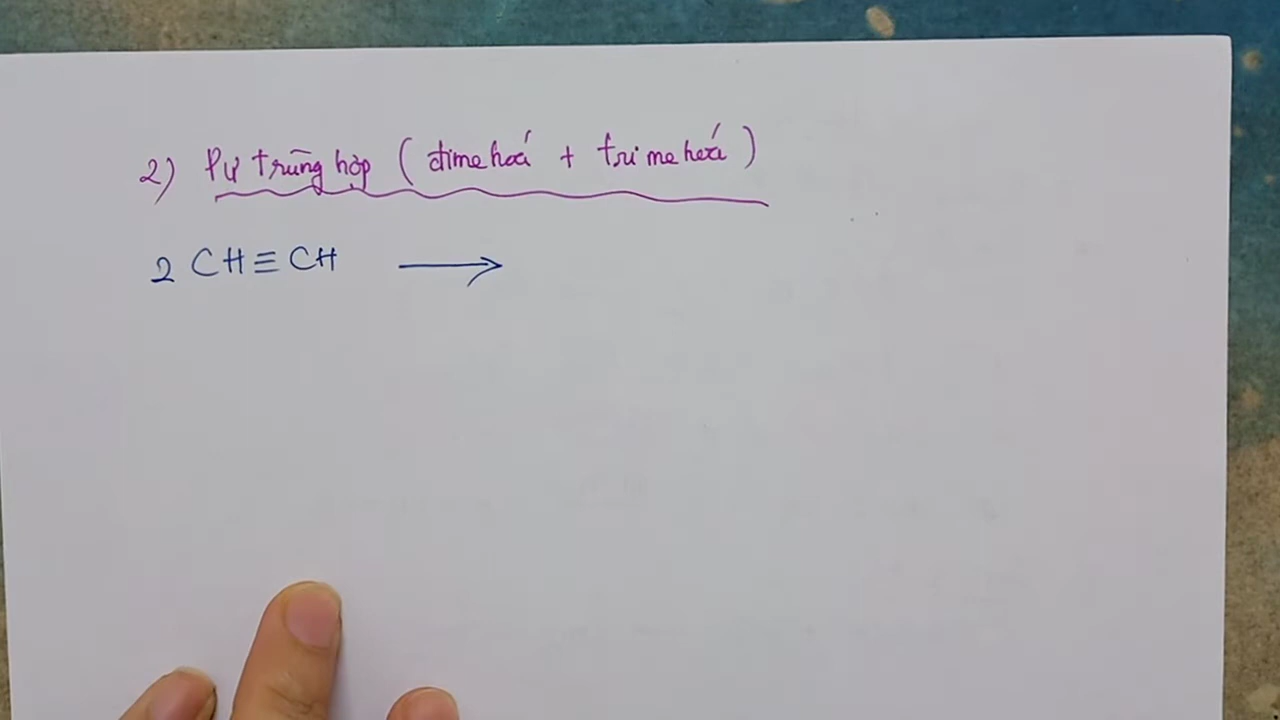 2) Pư trùng hợp (đime hoá + trime hoá)
2 CH≡CH ⟶